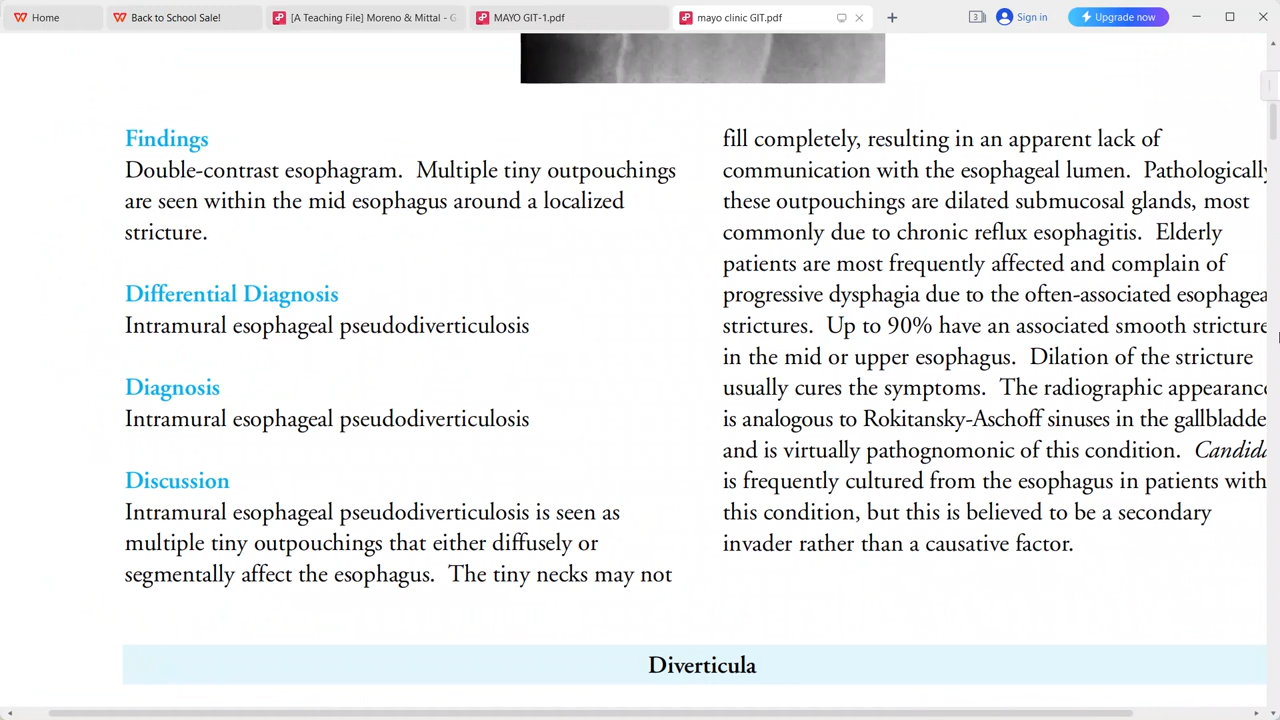 Home
Back to School Sale!
[A Teaching File] Moreno & Mittal - G
MAYO GIT-1.pdf
mayo clinic GIT.pdf
3
Sign in
Upgrade now
Findings
Double-contrast esophagram. Multiple tiny outpouchings
are seen within the mid esophagus around a localized
stricture.
Differential Diagnosis
Intramural esophageal pseudodiverticulosis
Diagnosis
Intramural esophageal pseudodiverticulosis
Discussion
Intramural esophageal pseudodiverticulosis is seen as
multiple tiny outpouchings that either diffusely or
segmentally affect the esophagus. The tiny necks may not
fill completely, resulting in an apparent lack of
communication with the esophageal lumen. Pathologically
these outpouchings are dilated submucosal glands, most
commonly due to chronic reflux esophagitis. Elderly
patients are most frequently affected and complain of
progressive dysphagia due to the often-associated esophagea
strictures. Up to 90% have an associated smooth stricture
in the mid or upper esophagus. Dilation of the stricture
usually cures the symptoms. The radiographic appearance
is analogous to Rokitansky-Aschoff sinuses in the gallbladde
and is virtually pathognomonic of this condition. Candida
is frequently cultured from the esophagus in patients with
this condition, but this is believed to be a secondary
invader rather than a causative factor.
Diverticula